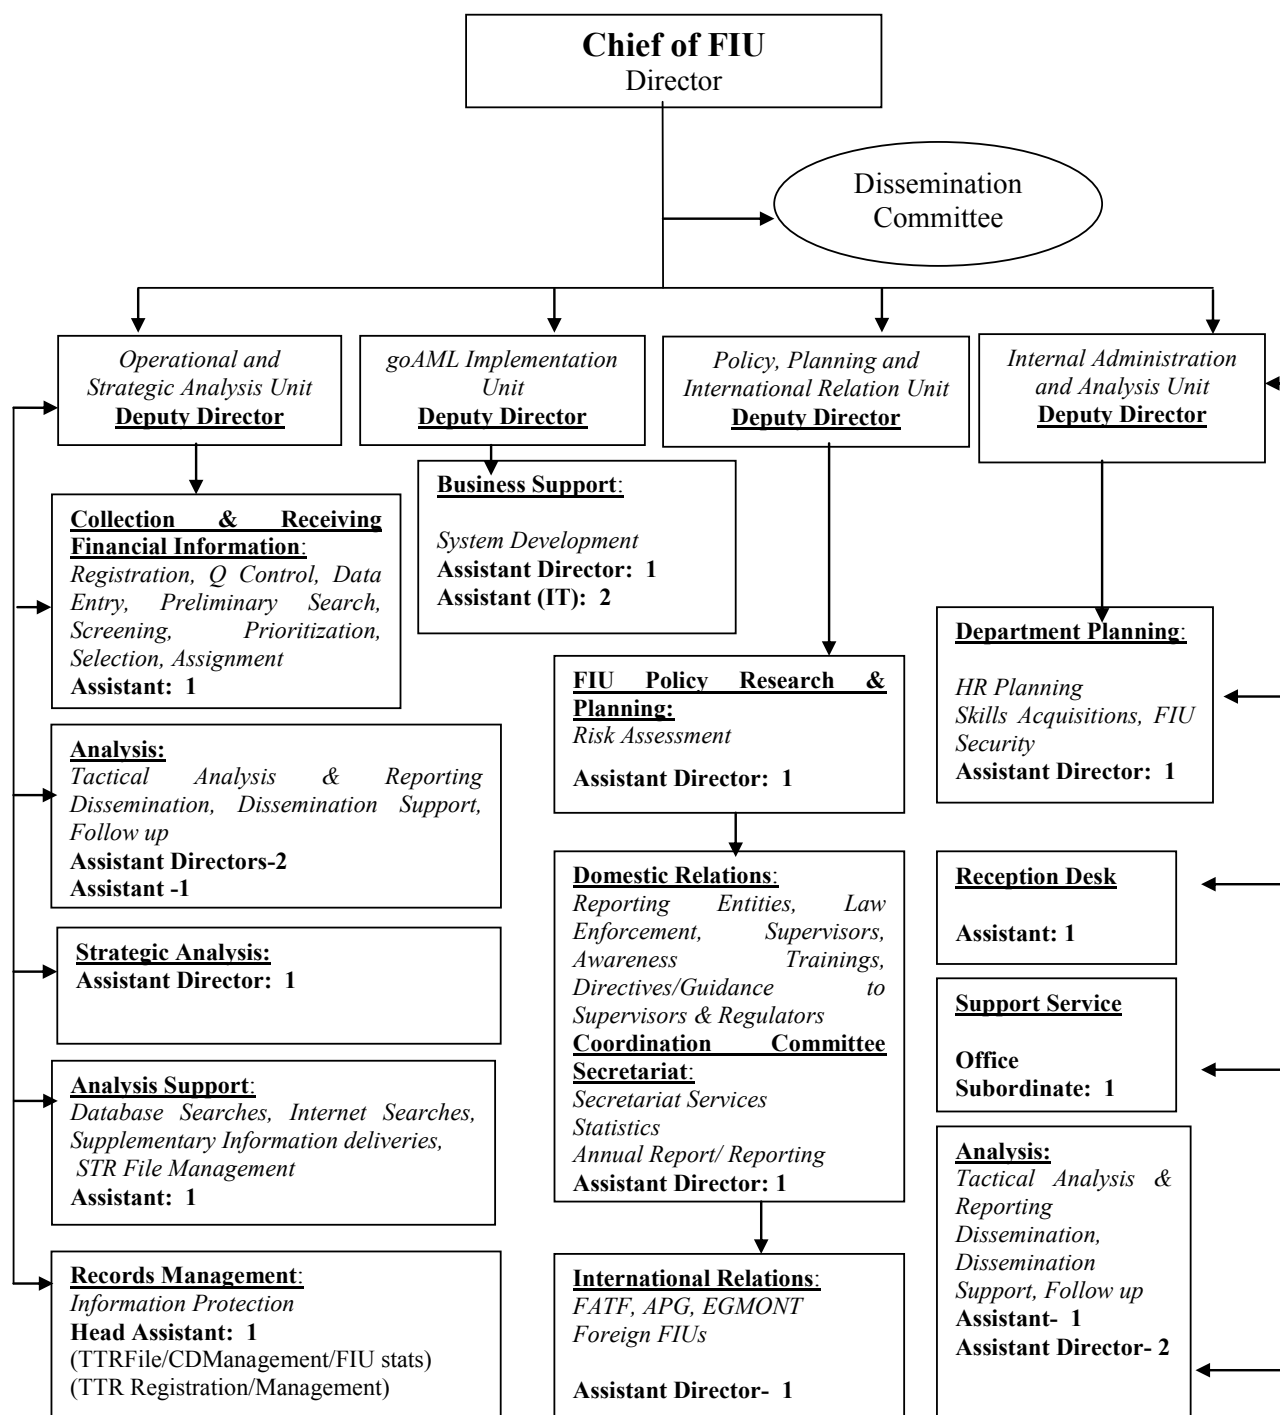 Chief of FIU
Director
Dissemination
Committee
Operational and
Strategic Analysis Unit
Deputy Director
goAML Implementation
Unit
Deputy Director
Policy, Planning and
International Relation Unit
Deputy Director
Internal Administration
and Analysis Unit
Deputy Director
Collection & Receiving
Financial Information:
Registration, Q Control, Data
Entry, Preliminary Search,
Screening, Prioritization,
Selection, Assignment
Assistant: 1
Analysis:
Tactical Analysis & Reporting
Dissemination, Dissemination Support,
Follow up
Assistant Directors-2
Assistant -1
Strategic Analysis:
Assistant Director: 1
Analysis Support:
Database Searches, Internet Searches,
Supplementary Information deliveries,
STR File Management
Assistant: 1
Records Management:
Information Protection
Head Assistant: 1
(TTRFile/CDManagement/FIU stats)
(TTR Registration/Management)
Business Support:
System Development
Assistant Director: 1
Assistant (IT): 2
FIU Policy Research &
Planning:
Risk Assessment
Assistant Director: 1
Domestic Relations:
Reporting Entities, Law
Enforcement, Supervisors,
Awareness Trainings,
Directives/Guidance to
Supervisors & Regulators
Coordination Committee
Secretariat:
Secretariat Services
Statistics
Annual Report/ Reporting
Assistant Director: 1
International Relations:
FATF, APG, EGMONT
Foreign FIUs
Assistant Director- 1
Department Planning:
HR Planning
Skills Acquisitions, FIU
Security
Assistant Director: 1
Reception Desk
Assistant: 1
Support Service
Office
Subordinate: 1
Analysis:
Tactical Analysis &
Reporting
Dissemination,
Dissemination
Support, Follow up
Assistant- 1
Assistant Director- 2